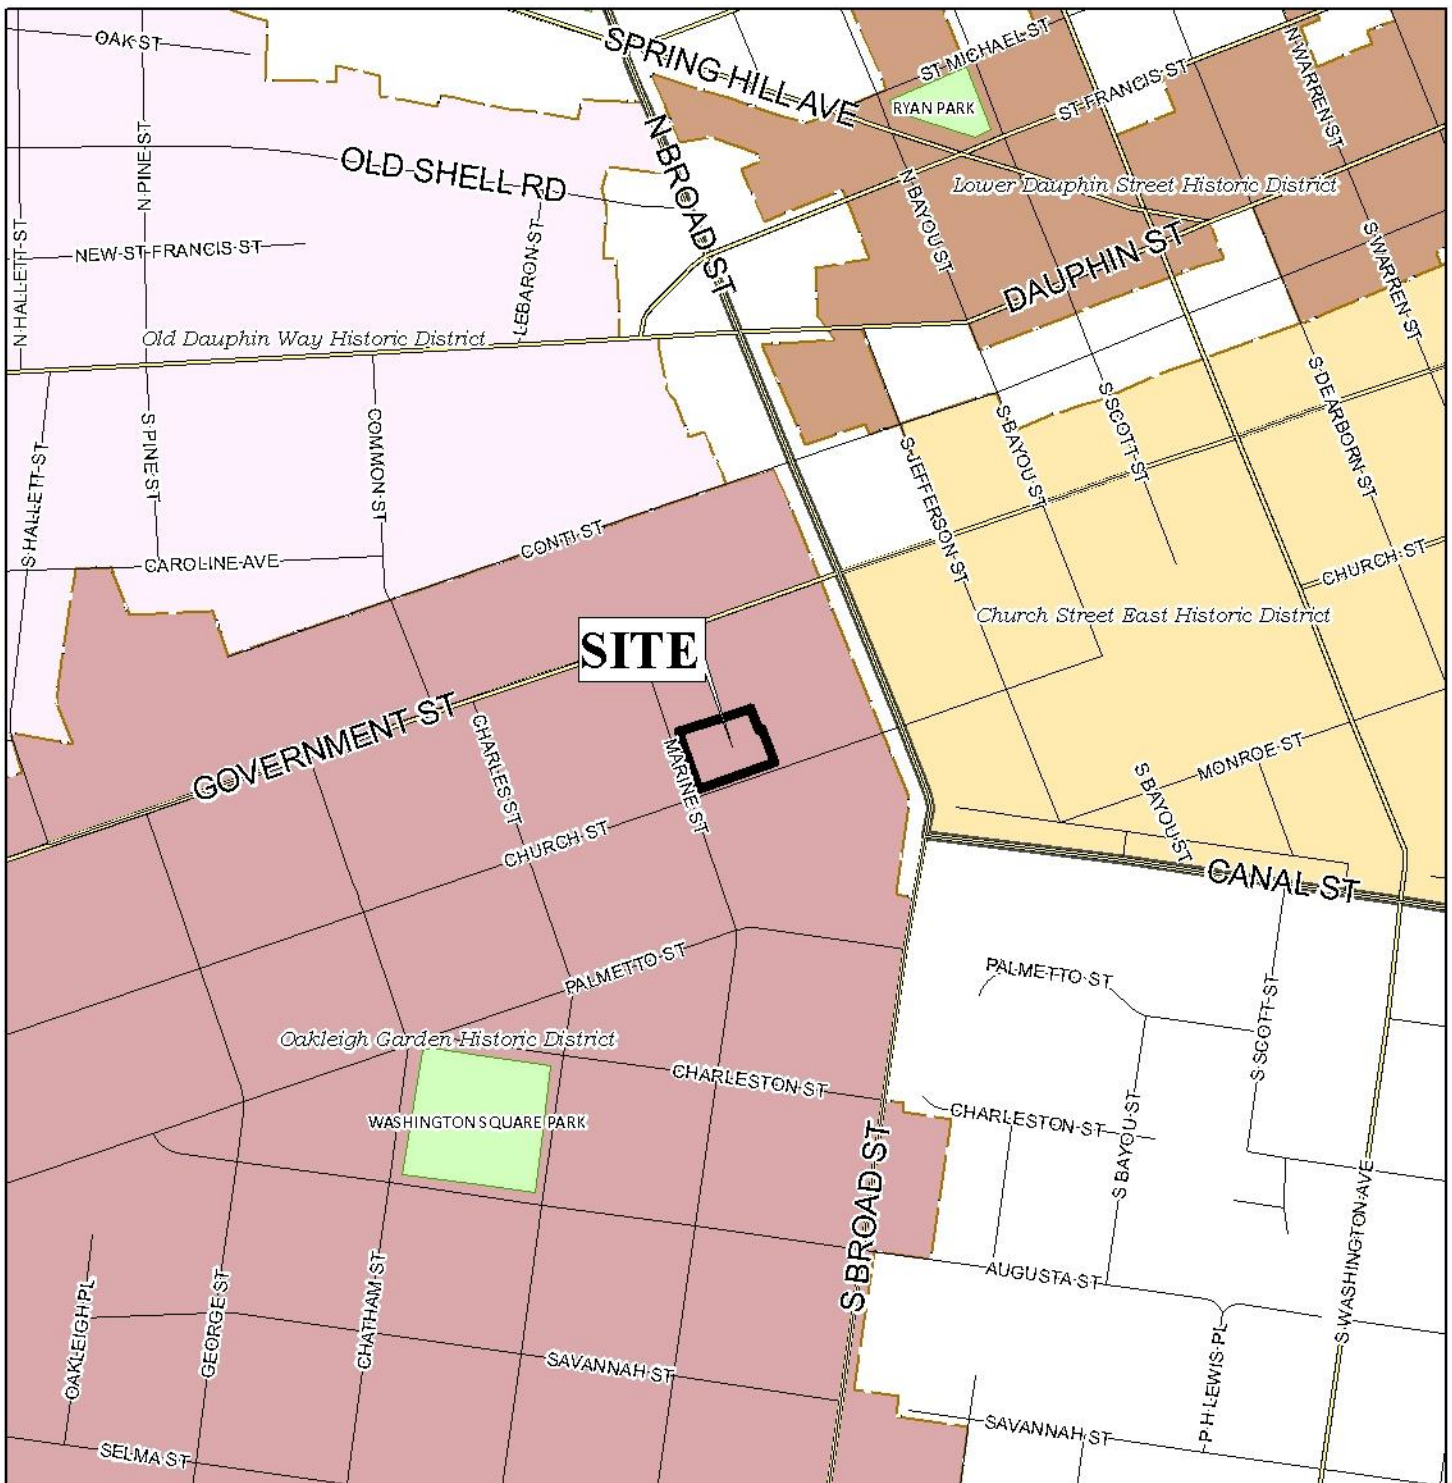 OAK ST
SPRING HILL AVE
ST MICHAEL ST
N WARREN ST
ST FRANCIS ST
RYAN PARK
N PINE ST
N BROAD ST
OLD SHELL RD
Lower Dauphin Street Historic District
N BAYOU ST
N HALLETT ST
NEW ST FRANCIS ST
LEBARON ST
DAUPHIN ST
S WARREN ST
Old Dauphin Way Historic District
S HALLETT ST
S PINE ST
COMMON ST
S JEFFERSON ST
S BAYOU ST
S SCOTT ST
S DEARBORN ST
CONTI ST
CAROLINE AVE
CHURCH ST
Church Street East Historic District
SITE
GOVERNMENT ST
CHARLES ST
MARINE ST
MONROE ST
S BAYOU ST
CHURCH ST
CANAL ST
PALMETTO ST
PALMETTO ST
S SCOTT ST
Oakleigh Garden Historic District
CHARLESTON ST
WASHINGTON SQUARE PARK
CHARLESTON ST
S BAYOU ST
S BROAD ST
S WASHINGTON AVE
AUGUSTA ST
OAKLEIGH PL
GEORGE ST
CHATHAM ST
SAVANNAH ST
P H LEWIS PL
SAVANNAH ST
SELMA ST